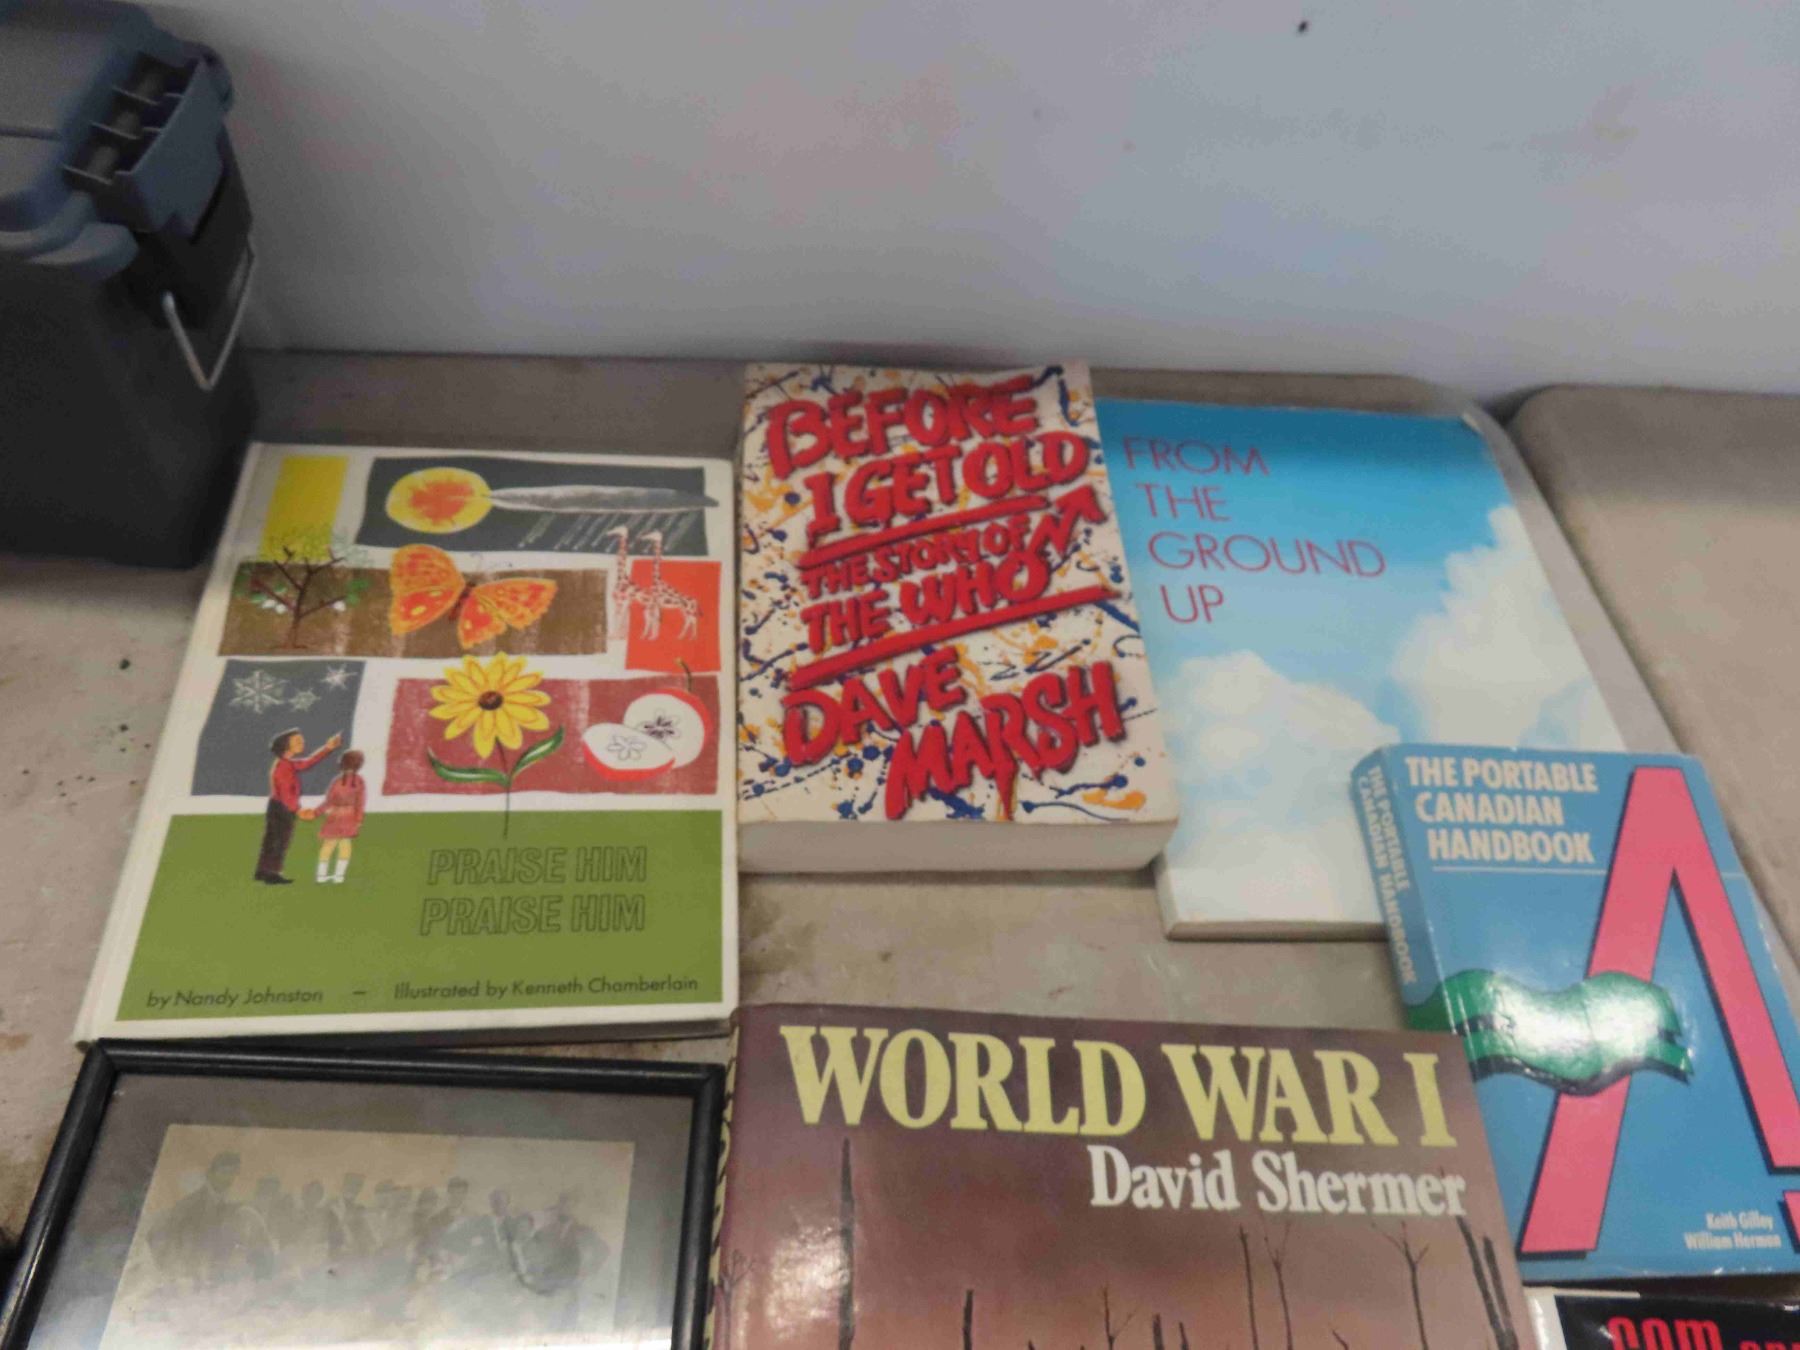 BEFORE
I GET OLD
THE STORY OF
THE WHO
DAVE
MARSH
FROM
THE
GROUND
UP
PRAISE HIM
PRAISE HIM
by Nandy Johnston — Illustrated by Kenneth Chamberlain
THE PORTABLE
CANADIAN
HANDBOOK
THE PORTABLE
CANADIAN HANDBOOK
A
Keith Gilley
William Herman
WORLD WAR I
David Shermer